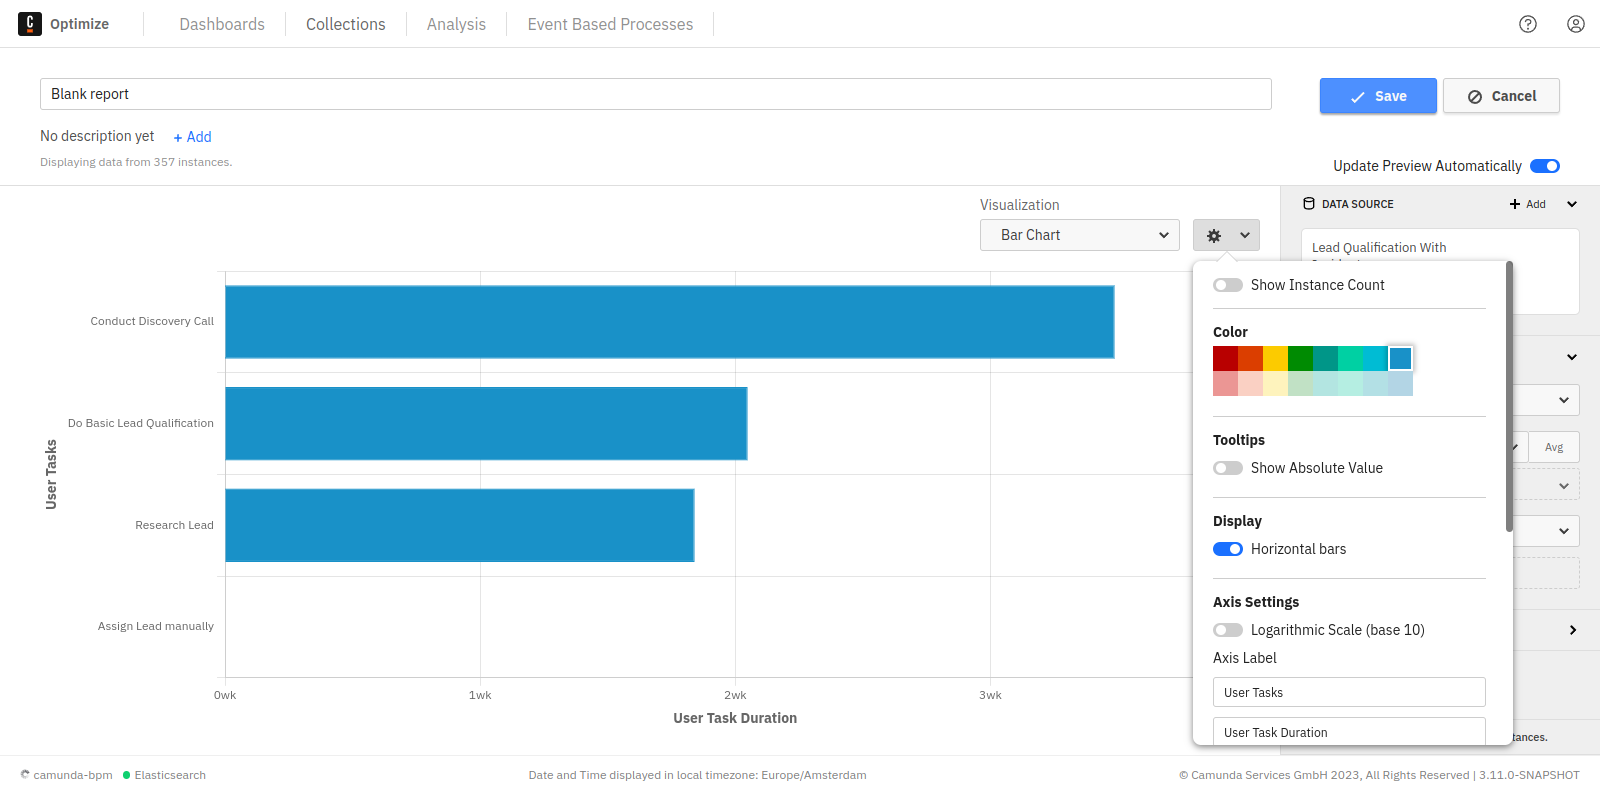 C Optimize
Dashboards
Collections
Analysis
Event Based Processes
Blank report
Save
Cancel
No description yet
+ Add
Displaying data from 357 instances.
Update Preview Automatically
Visualization
Bar Chart
DATA SOURCE
+ Add
Lead Qualification With
Show Instance Count
Color
Tooltips
Show Absolute Value
Display
Horizontal bars
Axis Settings
Logarithmic Scale (base 10)
Axis Label
User Tasks
User Task Duration
Avg
tances.
User Tasks
Conduct Discovery Call
Do Basic Lead Qualification
Research Lead
Assign Lead manually
0wk
1wk
2wk
3wk
User Task Duration
camunda-bpm
Elasticsearch
Date and Time displayed in local timezone: Europe/Amsterdam
© Camunda Services GmbH 2023, All Rights Reserved | 3.11.0-SNAPSHOT